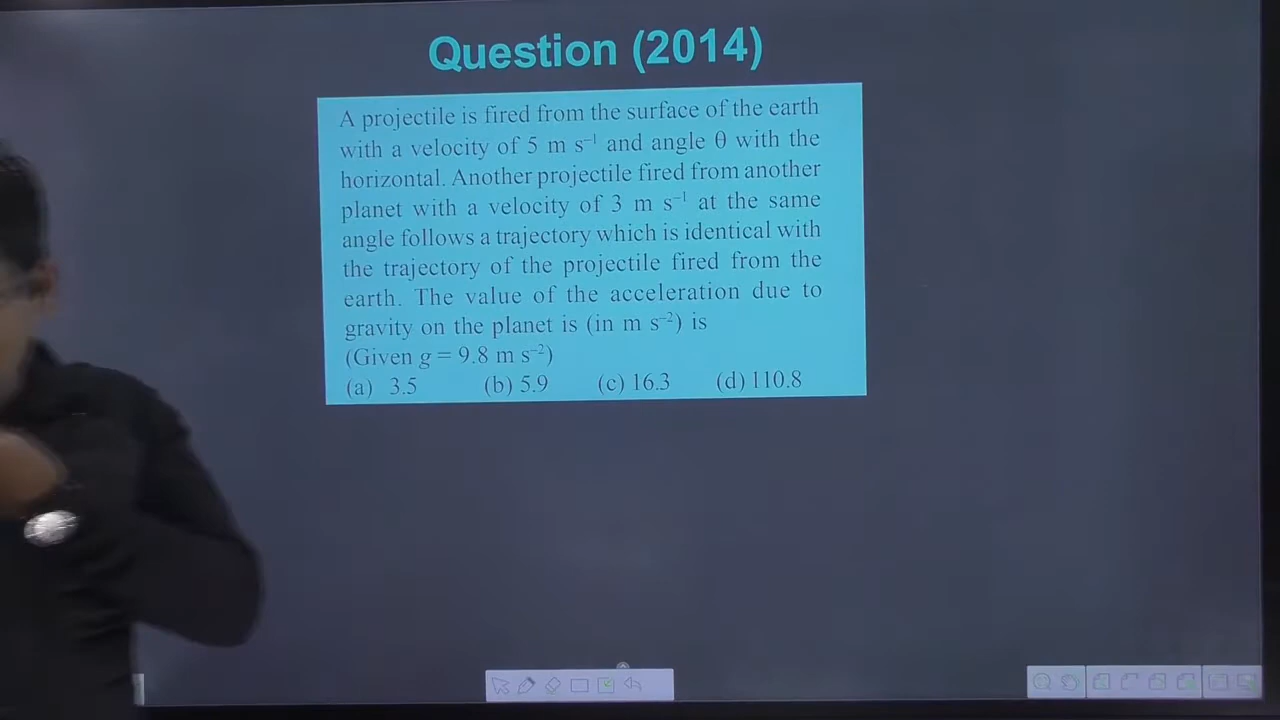 Question (2014)
A projectile is fired from the surface of the earth
with a velocity of 5 m s⁻¹ and angle θ with the
horizontal. Another projectile fired from another
planet with a velocity of 3 m s⁻¹ at the same
angle follows a trajectory which is identical with
the trajectory of the projectile fired from the
earth. The value of the acceleration due to
gravity on the planet is (in m s⁻²) is
(Given g = 9.8 m s⁻²)
(a) 3.5 (b) 5.9 (c) 16.3 (d) 110.8